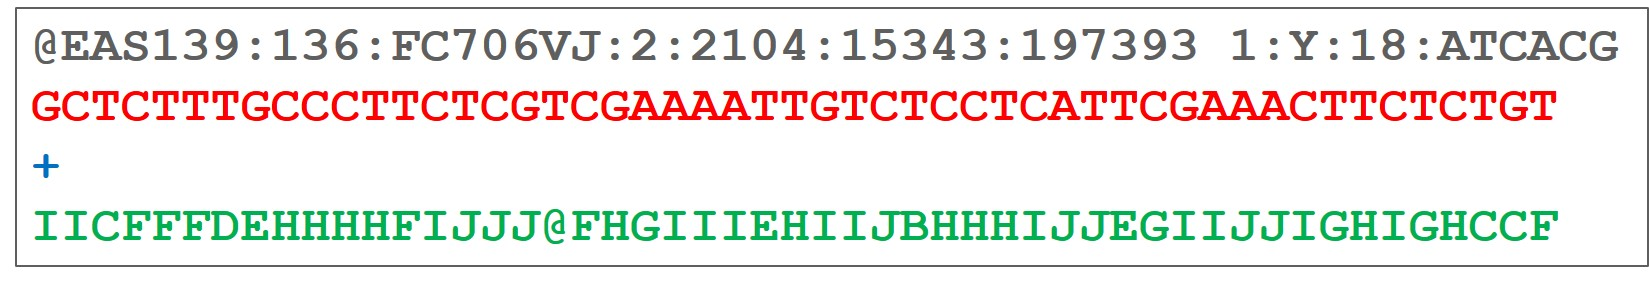 @EAS139:136:FC706VJ:2:2104:15343:197393 1:Y:18:ATCACG
GCTCTTTGCCCTTCTCGTCGAAAATTGTCTCCTCATTCGAAACTTCTCTGT
+
IICFFFDEHHHHFIJJJ@FHGIIIEHIIJBHHHIJJEGIIJJIGHIGHCCF